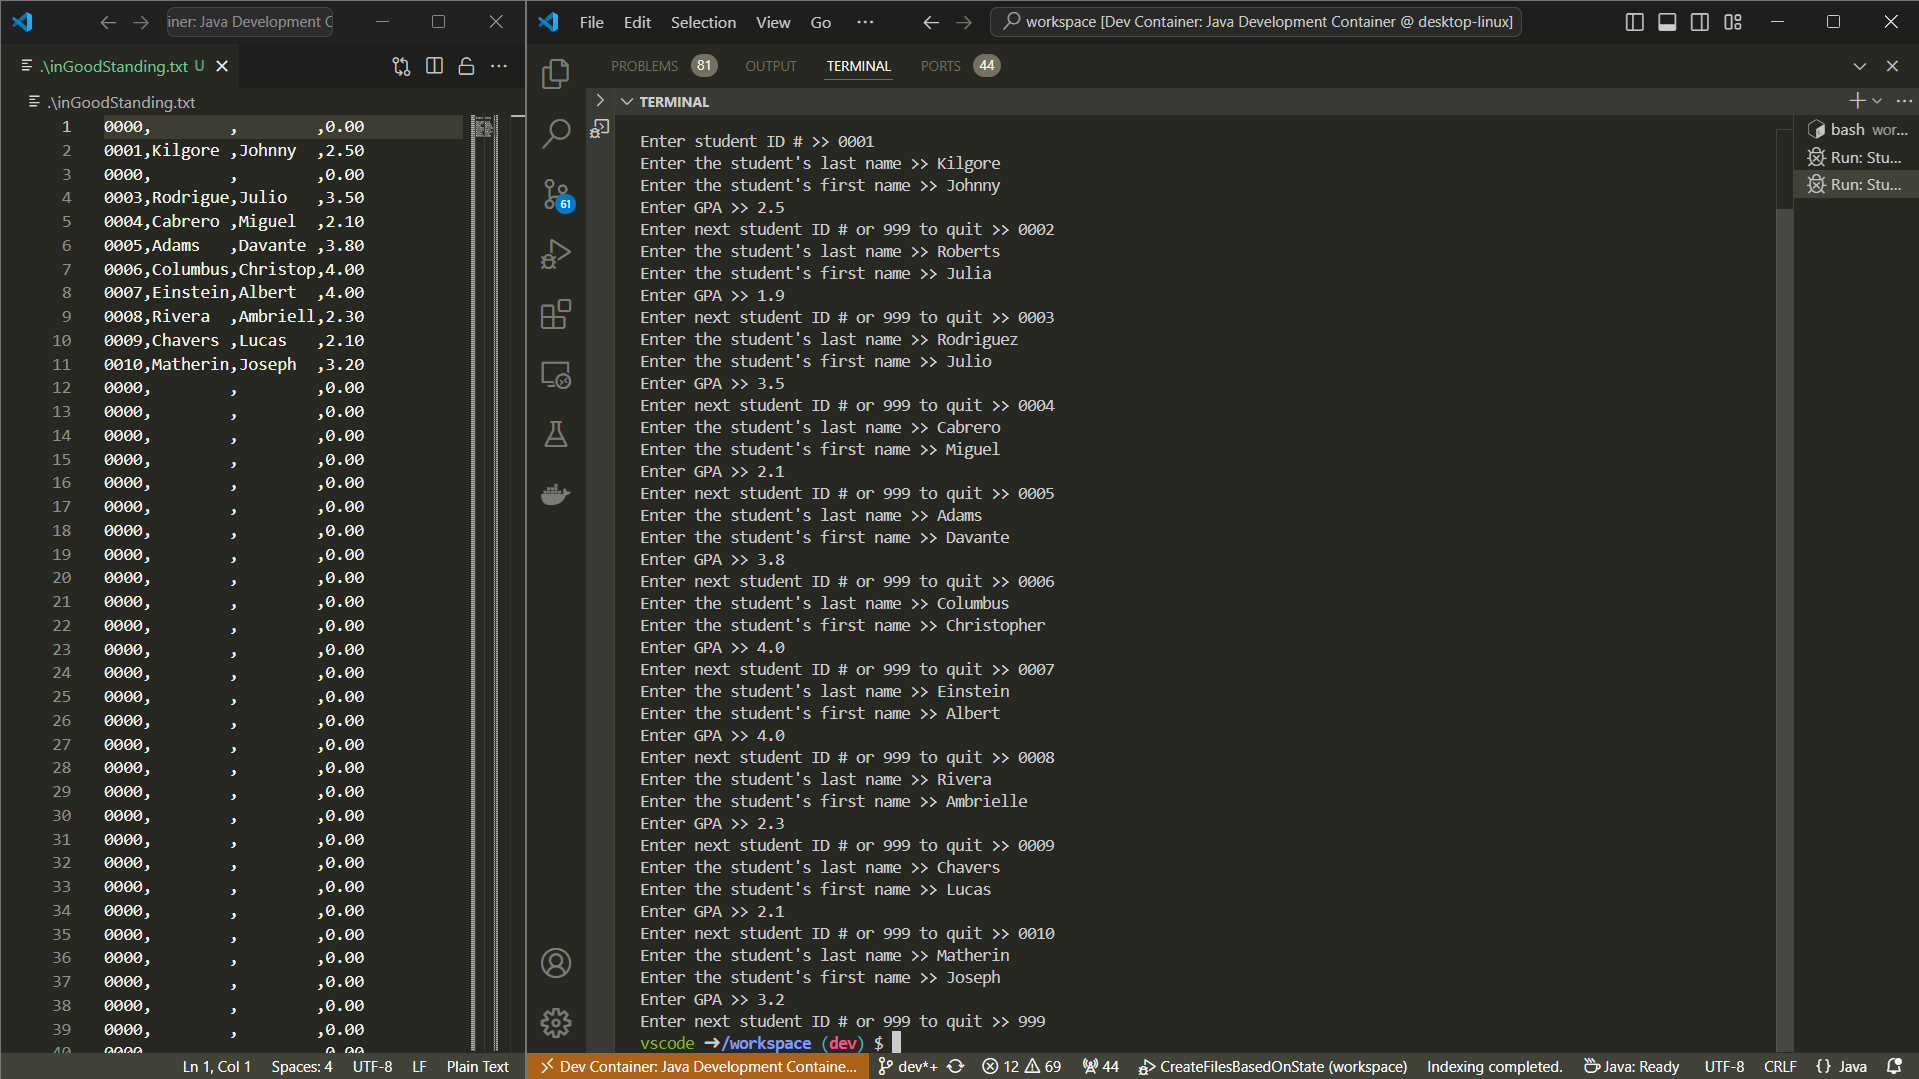 iner: Java Development C
.\inGoodStanding.txt U
.\inGoodStanding.txt
1 0000,        ,        ,0.00
2 0001,Kilgore ,Johnny  ,2.50
3 0000,        ,        ,0.00
4 0003,Rodrigue,Julio   ,3.50
5 0004,Cabrero ,Miguel  ,2.10
6 0005,Adams   ,Davante ,3.80
7 0006,Columbus,Christop,4.00
8 0007,Einstein,Albert  ,4.00
9 0008,Rivera  ,Ambriell,2.30
10 0009,Chavers ,Lucas   ,2.10
11 0010,Matherin,Joseph  ,3.20
12 0000,        ,        ,0.00
13 0000,        ,        ,0.00
14 0000,        ,        ,0.00
15 0000,        ,        ,0.00
16 0000,        ,        ,0.00
17 0000,        ,        ,0.00
18 0000,        ,        ,0.00
19 0000,        ,        ,0.00
20 0000,        ,        ,0.00
21 0000,        ,        ,0.00
22 0000,        ,        ,0.00
23 0000,        ,        ,0.00
24 0000,        ,        ,0.00
25 0000,        ,        ,0.00
26 0000,        ,        ,0.00
27 0000,        ,        ,0.00
28 0000,        ,        ,0.00
29 0000,        ,        ,0.00
30 0000,        ,        ,0.00
31 0000,        ,        ,0.00
32 0000,        ,        ,0.00
33 0000,        ,        ,0.00
34 0000,        ,        ,0.00
35 0000,        ,        ,0.00
36 0000,        ,        ,0.00
37 0000,        ,        ,0.00
38 0000,        ,        ,0.00
39 0000,        ,        ,0.00
40 0000,        ,        ,0.00
Ln 1, Col 1 Spaces: 4 UTF-8 LF Plain Text
File Edit Selection View Go ··· workspace [Dev Container: Java Development Container @ desktop-linux]
PROBLEMS 81 OUTPUT TERMINAL PORTS 44
TERMINAL
61
Enter student ID # >> 0001
Enter the student's last name >> Kilgore
Enter the student's first name >> Johnny
Enter GPA >> 2.5
Enter next student ID # or 999 to quit >> 0002
Enter the student's last name >> Roberts
Enter the student's first name >> Julia
Enter GPA >> 1.9
Enter next student ID # or 999 to quit >> 0003
Enter the student's last name >> Rodriguez
Enter the student's first name >> Julio
Enter GPA >> 3.5
Enter next student ID # or 999 to quit >> 0004
Enter the student's last name >> Cabrero
Enter the student's first name >> Miguel
Enter GPA >> 2.1
Enter next student ID # or 999 to quit >> 0005
Enter the student's last name >> Adams
Enter the student's first name >> Davante
Enter GPA >> 3.8
Enter next student ID # or 999 to quit >> 0006
Enter the student's last name >> Columbus
Enter the student's first name >> Christopher
Enter GPA >> 4.0
Enter next student ID # or 999 to quit >> 0007
Enter the student's last name >> Einstein
Enter the student's first name >> Albert
Enter GPA >> 4.0
Enter next student ID # or 999 to quit >> 0008
Enter the student's last name >> Rivera
Enter the student's first name >> Ambrielle
Enter GPA >> 2.3
Enter next student ID # or 999 to quit >> 0009
Enter the student's last name >> Chavers
Enter the student's first name >> Lucas
Enter GPA >> 2.1
Enter next student ID # or 999 to quit >> 0010
Enter the student's last name >> Matherin
Enter the student's first name >> Joseph
Enter GPA >> 3.2
Enter next student ID # or 999 to quit >> 999
vscode ➜/workspace (dev) $
bash wor...
Run: Stu...
Run: Stu...
Dev Container: Java Development Containe... dev*+ 12 69 44 CreateFilesBasedOnState (workspace) Indexing completed. Java: Ready UTF-8 CRLF {} Java